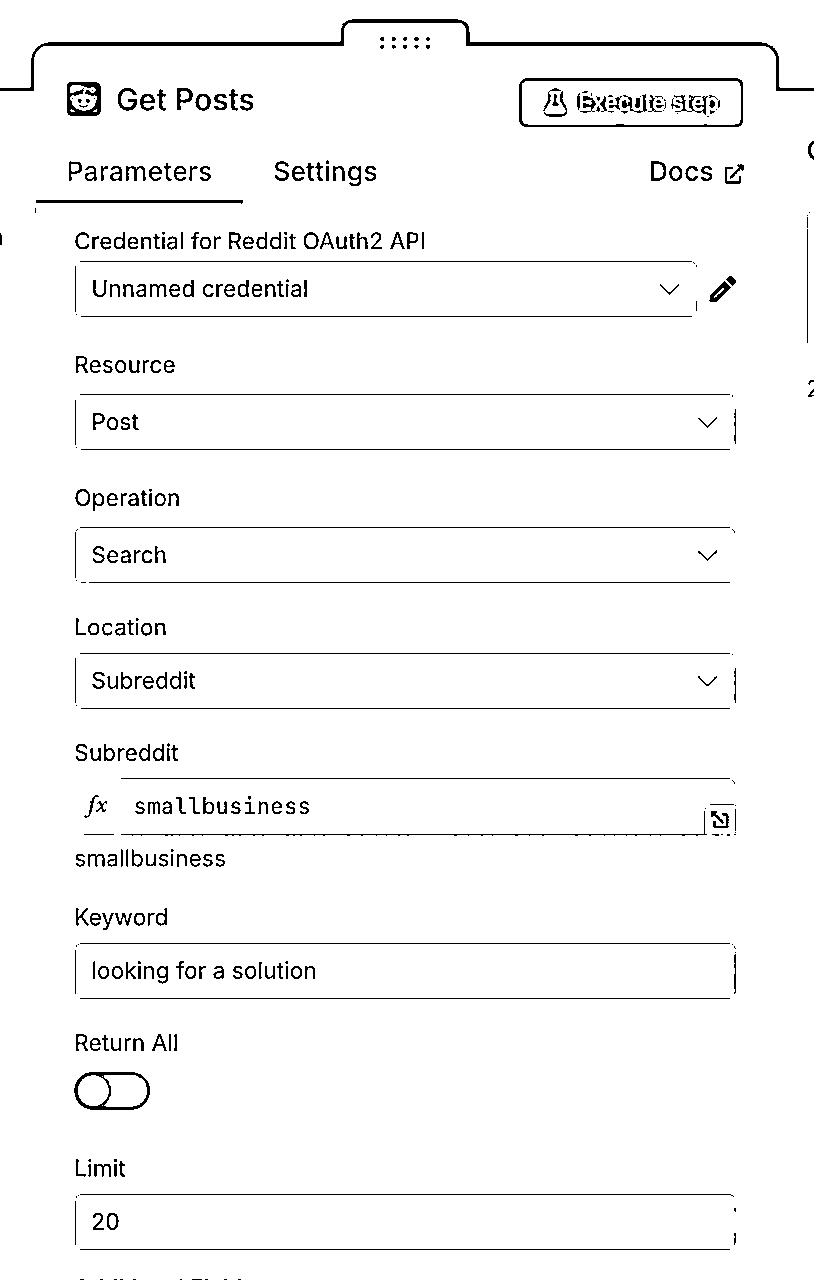 Get Posts
Execute step
Parameters Settings Docs
Credential for Reddit OAuth2 API
Unnamed credential
Resource
Post
Operation
Search
Location
Subreddit
Subreddit
fx smallbusiness
smallbusiness
Keyword
looking for a solution
Return All
Limit
20